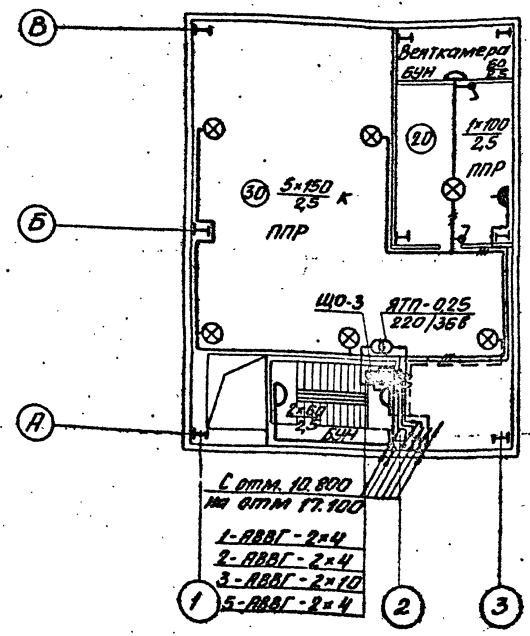 В
Венткамера
БУН 60
2,5
20
1×100
2,5
ППР
30 5×150 К
2,5
ППР
Б
ЩО-3
ЯТП-0,25
220/36В
А
2×60
2,5
БУН
С отм. 10.800
на отм 17.100
1-АВВГ-2×4
2-АВВГ-2×4
3-АВВГ-2×10
5-АВВГ-2×4
1
2
3